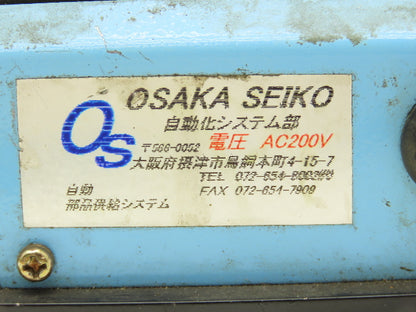 OS OSAKA SEIKO
自動化システム部
〒566-0052 電圧 AC200V
大阪府摂津市鳥飼本町4-15-7
TEL 072-654-8002㈹
自動 FAX 072-654-7909
部品供給システム